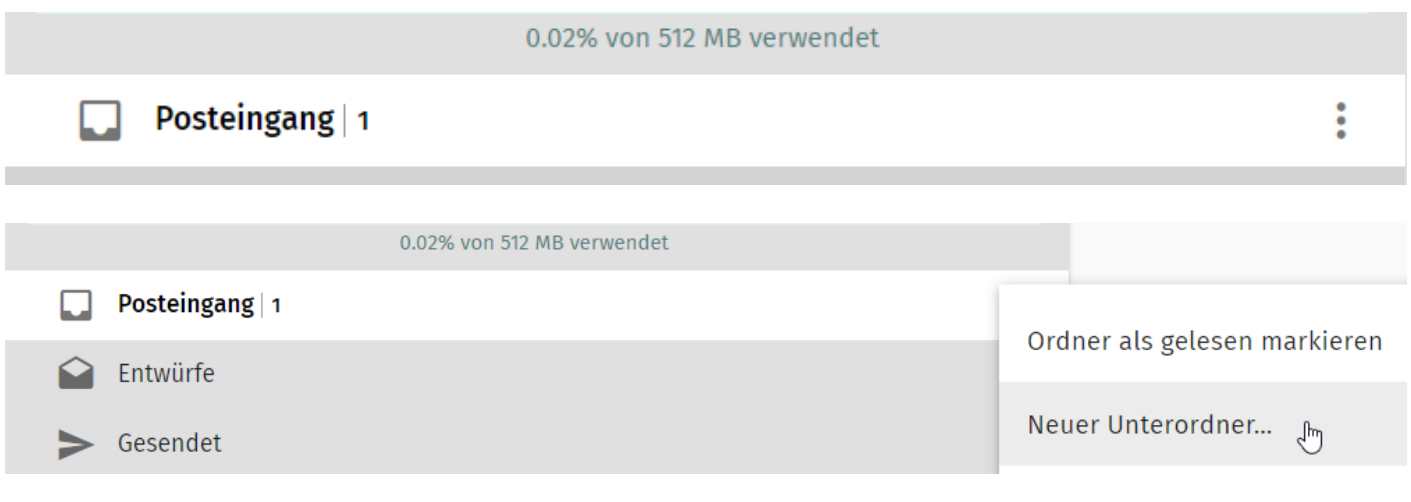 0.02% von 512 MB verwendet
Posteingang | 1
0.02% von 512 MB verwendet
Posteingang | 1
Ordner als gelesen markieren
Entwürfe
Neuer Unterordner...
Gesendet